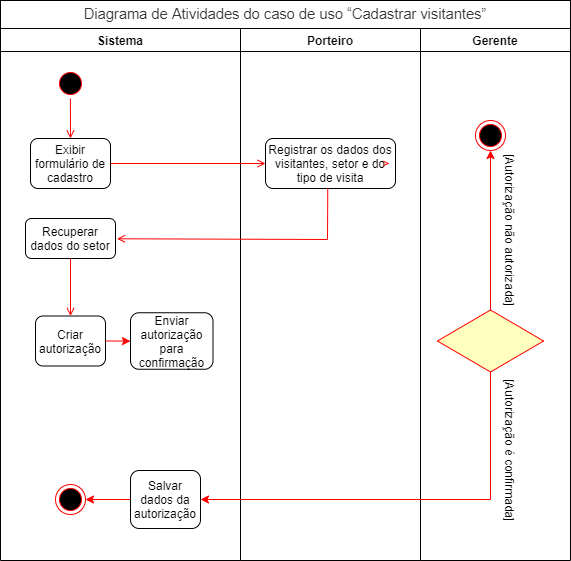 Diagrama de Atividades do caso de uso “Cadastrar visitantes”
Sistema
Porteiro
Gerente
Exibir
formulário de
cadastro
Registrar os dados dos
visitantes, setor e do
tipo de visita
[Autorização não autorizada]
Recuperar
dados do setor
Criar
autorização
Enviar
autorização
para
confirmação
[Autorização é confirmada]
Salvar
dados da
autorização